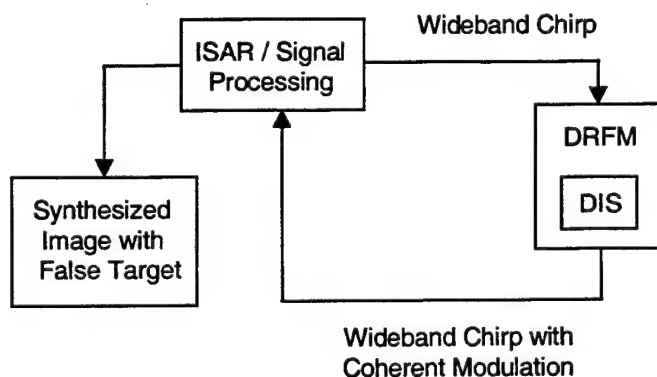 Wideband Chirp
ISAR / Signal
Processing
DRFM
DIS
Synthesized
Image with
False Target
Wideband Chirp with
Coherent Modulation